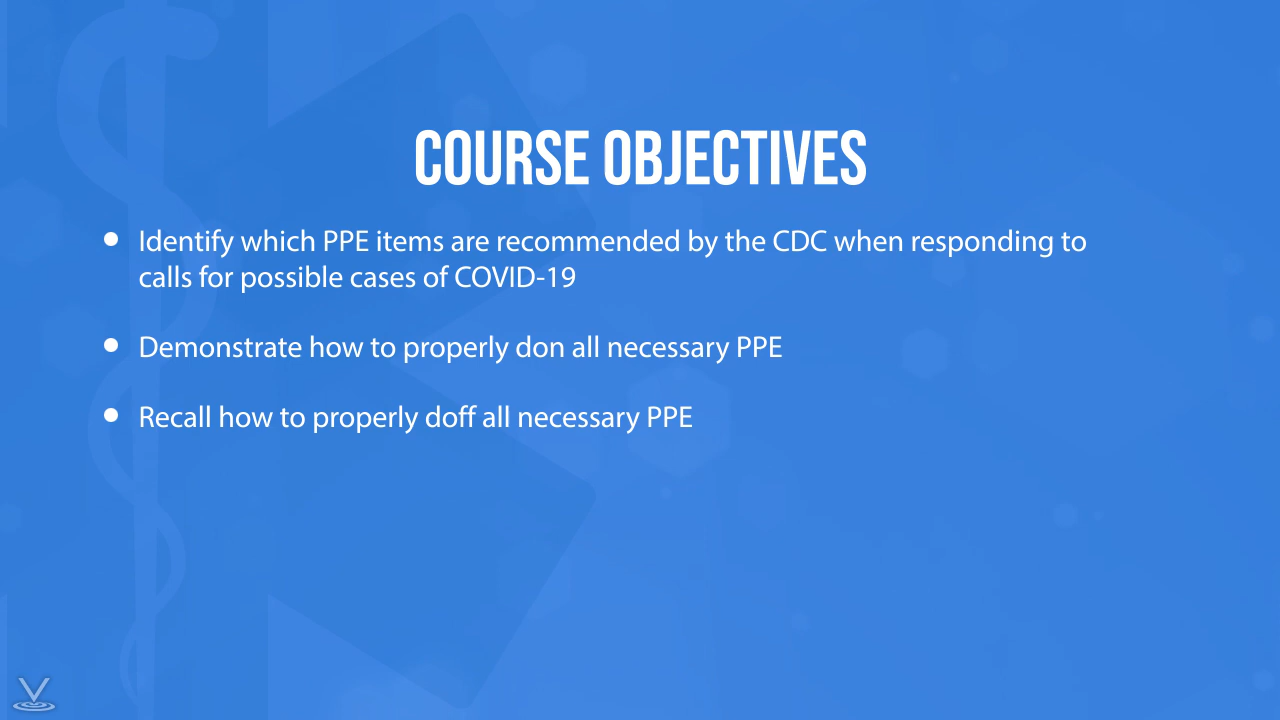 COURSE OBJECTIVES
• Identify which PPE items are recommended by the CDC when responding to
calls for possible cases of COVID-19
• Demonstrate how to properly don all necessary PPE
• Recall how to properly doff all necessary PPE